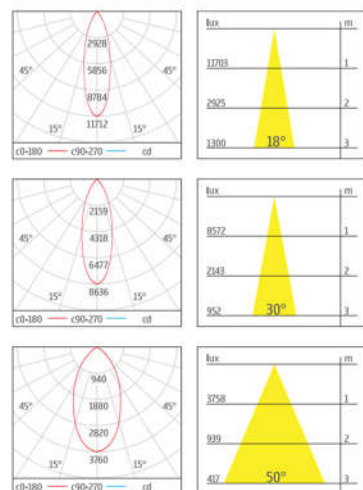 2928
5856
45° 45°
8784
15° 15°
11712
c0-180 c90-270 cd
lux m
11703 1
2925 2
1300 18° 3
2159
4318
45° 45°
6477
15° 15°
8636
c0-180 c90-270 cd
lux m
8572 1
2143 2
952 30° 3
940
1880
45° 45°
2820
15° 15°
3760
c0-180 c90-270 cd
lux m
3758 1
939 2
417 50° 3